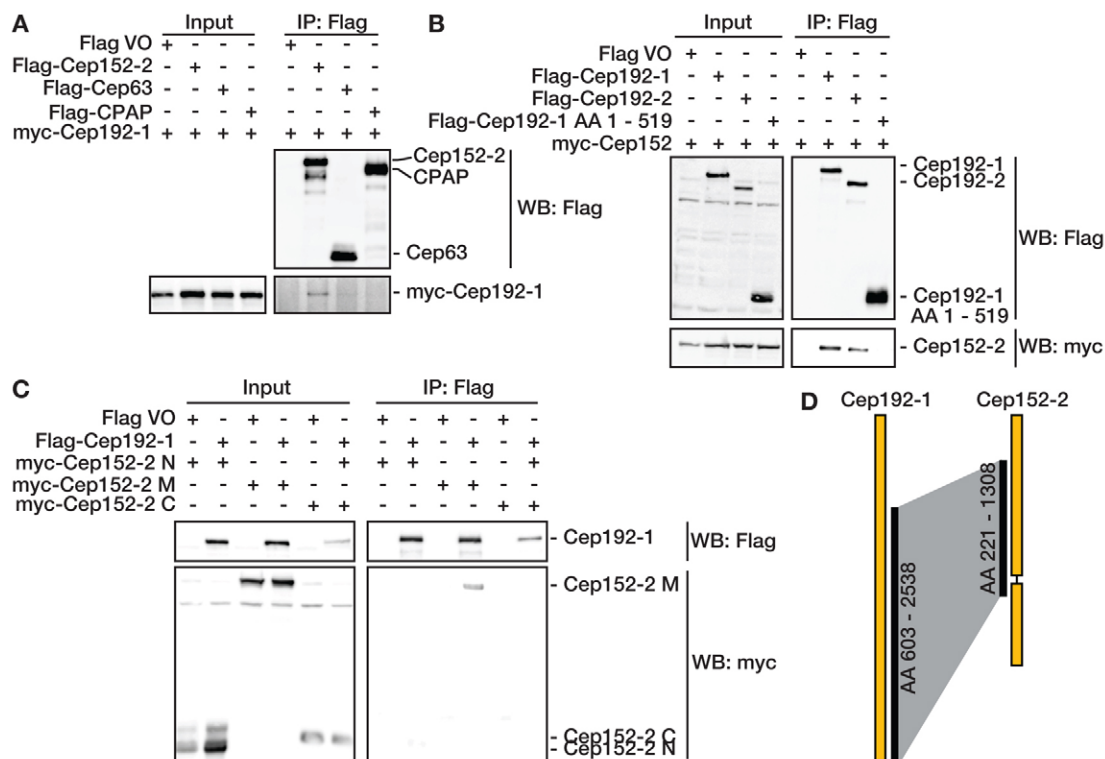 A
Input IP: Flag
Flag VO + - - - + - - -
Flag-Cep152-2 - + - - - + - -
Flag-Cep63 - - + - - - + -
Flag-CPAP - - - + - - - +
myc-Cep192-1 + + + + + + + +
Cep152-2
CPAP
WB: Flag
- Cep63
- myc-Cep192-1
B
Input IP: Flag
Flag VO + - - - + - - -
Flag-Cep192-1 - + - - - + - -
Flag-Cep192-2 - - + - - - + -
Flag-Cep192-1 AA 1 - 519 - - - + - - - +
myc-Cep152 + + + + + + + +
- Cep192-1
- Cep192-2
WB: Flag
- Cep192-1
AA 1 - 519
- Cep152-2 WB: myc
C
Input IP: Flag
Flag VO + - + - + - + - + - + -
Flag-Cep192-1 - + - + - + - + - + - +
myc-Cep152-2 N + + - - - + + + - - - +
myc-Cep152-2 M - - + + - - - - + + - -
myc-Cep152-2 C - - - - + + - - - - + +
- Cep192-1 WB: Flag
- Cep152-2 M
WB: myc
- Cep152-2 C
- Cep152-2 N
D
Cep192-1 Cep152-2
AA 603 - 2538
AA 221 - 1308